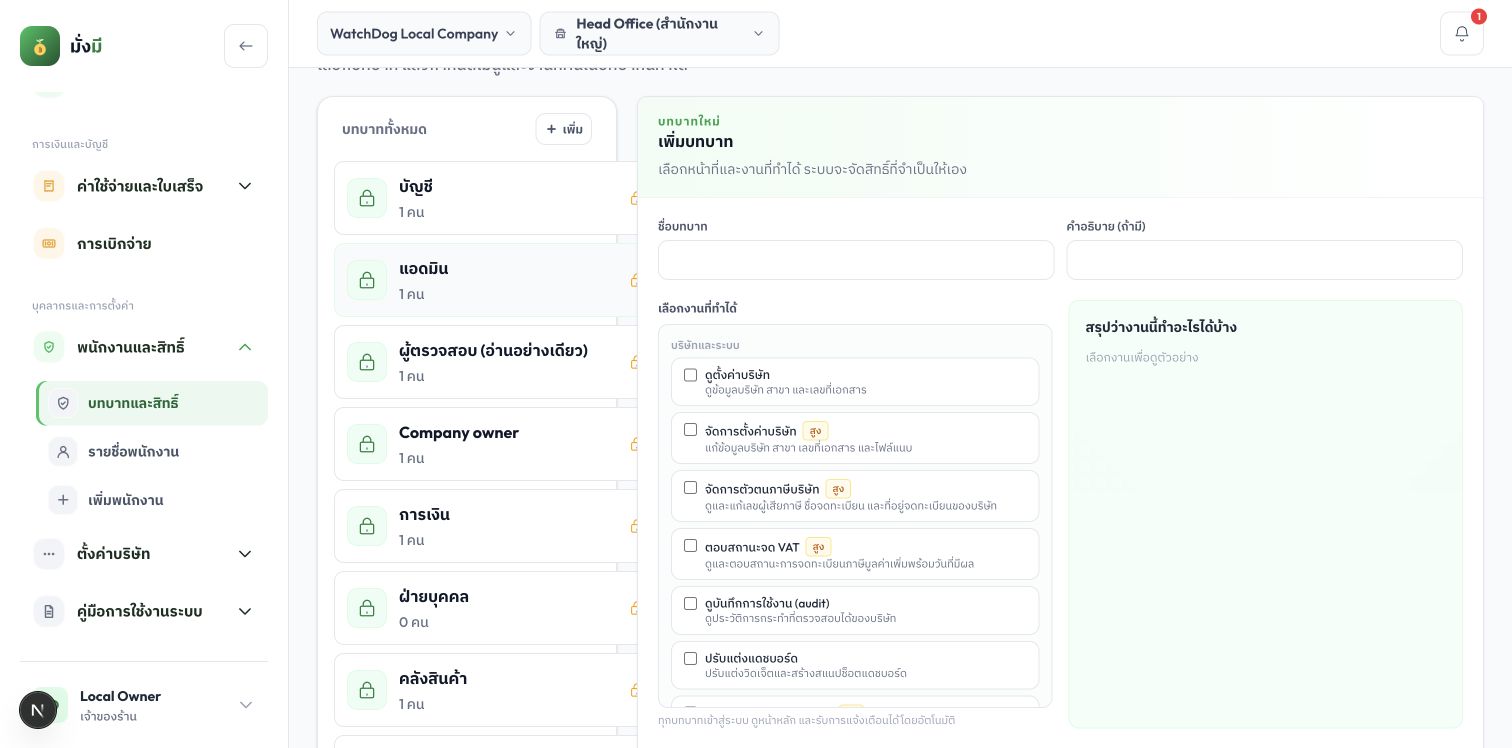 มั่งมี
การเงินและบัญชี
ค่าใช้จ่ายและใบเสร็จ
การเบิกจ่าย
บุคลากรและการตั้งค่า
พนักงานและสิทธิ์
บทบาทและสิทธิ์
รายชื่อพนักงาน
เพิ่มพนักงาน
ตั้งค่าบริษัท
คู่มือการใช้งานระบบ
N
Local Owner
เจ้าของร้าน
WatchDog Local Company
Head Office (สำนักงาน
ใหญ่)
1
บทบาททั้งหมด
เพิ่ม
บัญชี
1 คน
แอดมิน
1 คน
ผู้ตรวจสอบ (อ่านอย่างเดียว)
1 คน
Company owner
1 คน
การเงิน
1 คน
ฝ่ายบุคคล
0 คน
คลังสินค้า
1 คน
บทบาทใหม่
เพิ่มบทบาท
เลือกหน้าที่และงานที่ทำได้ ระบบจะจัดสิทธิ์ที่จำเป็นให้เอง
ชื่อบทบาท
คำอธิบาย (ถ้ามี)
เลือกงานที่ทำได้
บริษัทและระบบ
ดูตั้งค่าบริษัท
ดูข้อมูลบริษัท สาขา และเลขที่เอกสาร
จัดการตั้งค่าบริษัท สูง
แก้ข้อมูลบริษัท สาขา เลขที่เอกสาร และไฟล์แนบ
จัดการตัวตนภาษีบริษัท สูง
ดูและแก้เลขผู้เสียภาษี ชื่อจดทะเบียน และที่อยู่จดทะเบียนของบริษัท
ตอบสถานะจด VAT สูง
ดูและตอบสถานะการจดทะเบียนภาษีมูลค่าเพิ่มพร้อมวันที่มีผล
ดูบันทึกการใช้งาน (audit)
ดูประวัติการกระทำที่ตรวจสอบได้ของบริษัท
ปรับแต่งแดชบอร์ด
ปรับแต่งวิดเจ็ตและสร้างสแนปช็อตแดชบอร์ด
ทุกบทบาทเข้าสู่ระบบ ดูหน้าหลัก และรับการแจ้งเตือนได้โดยอัตโนมัติ
สรุปว่างานนี้ทำอะไรได้บ้าง
เลือกงานเพื่อดูตัวอย่าง